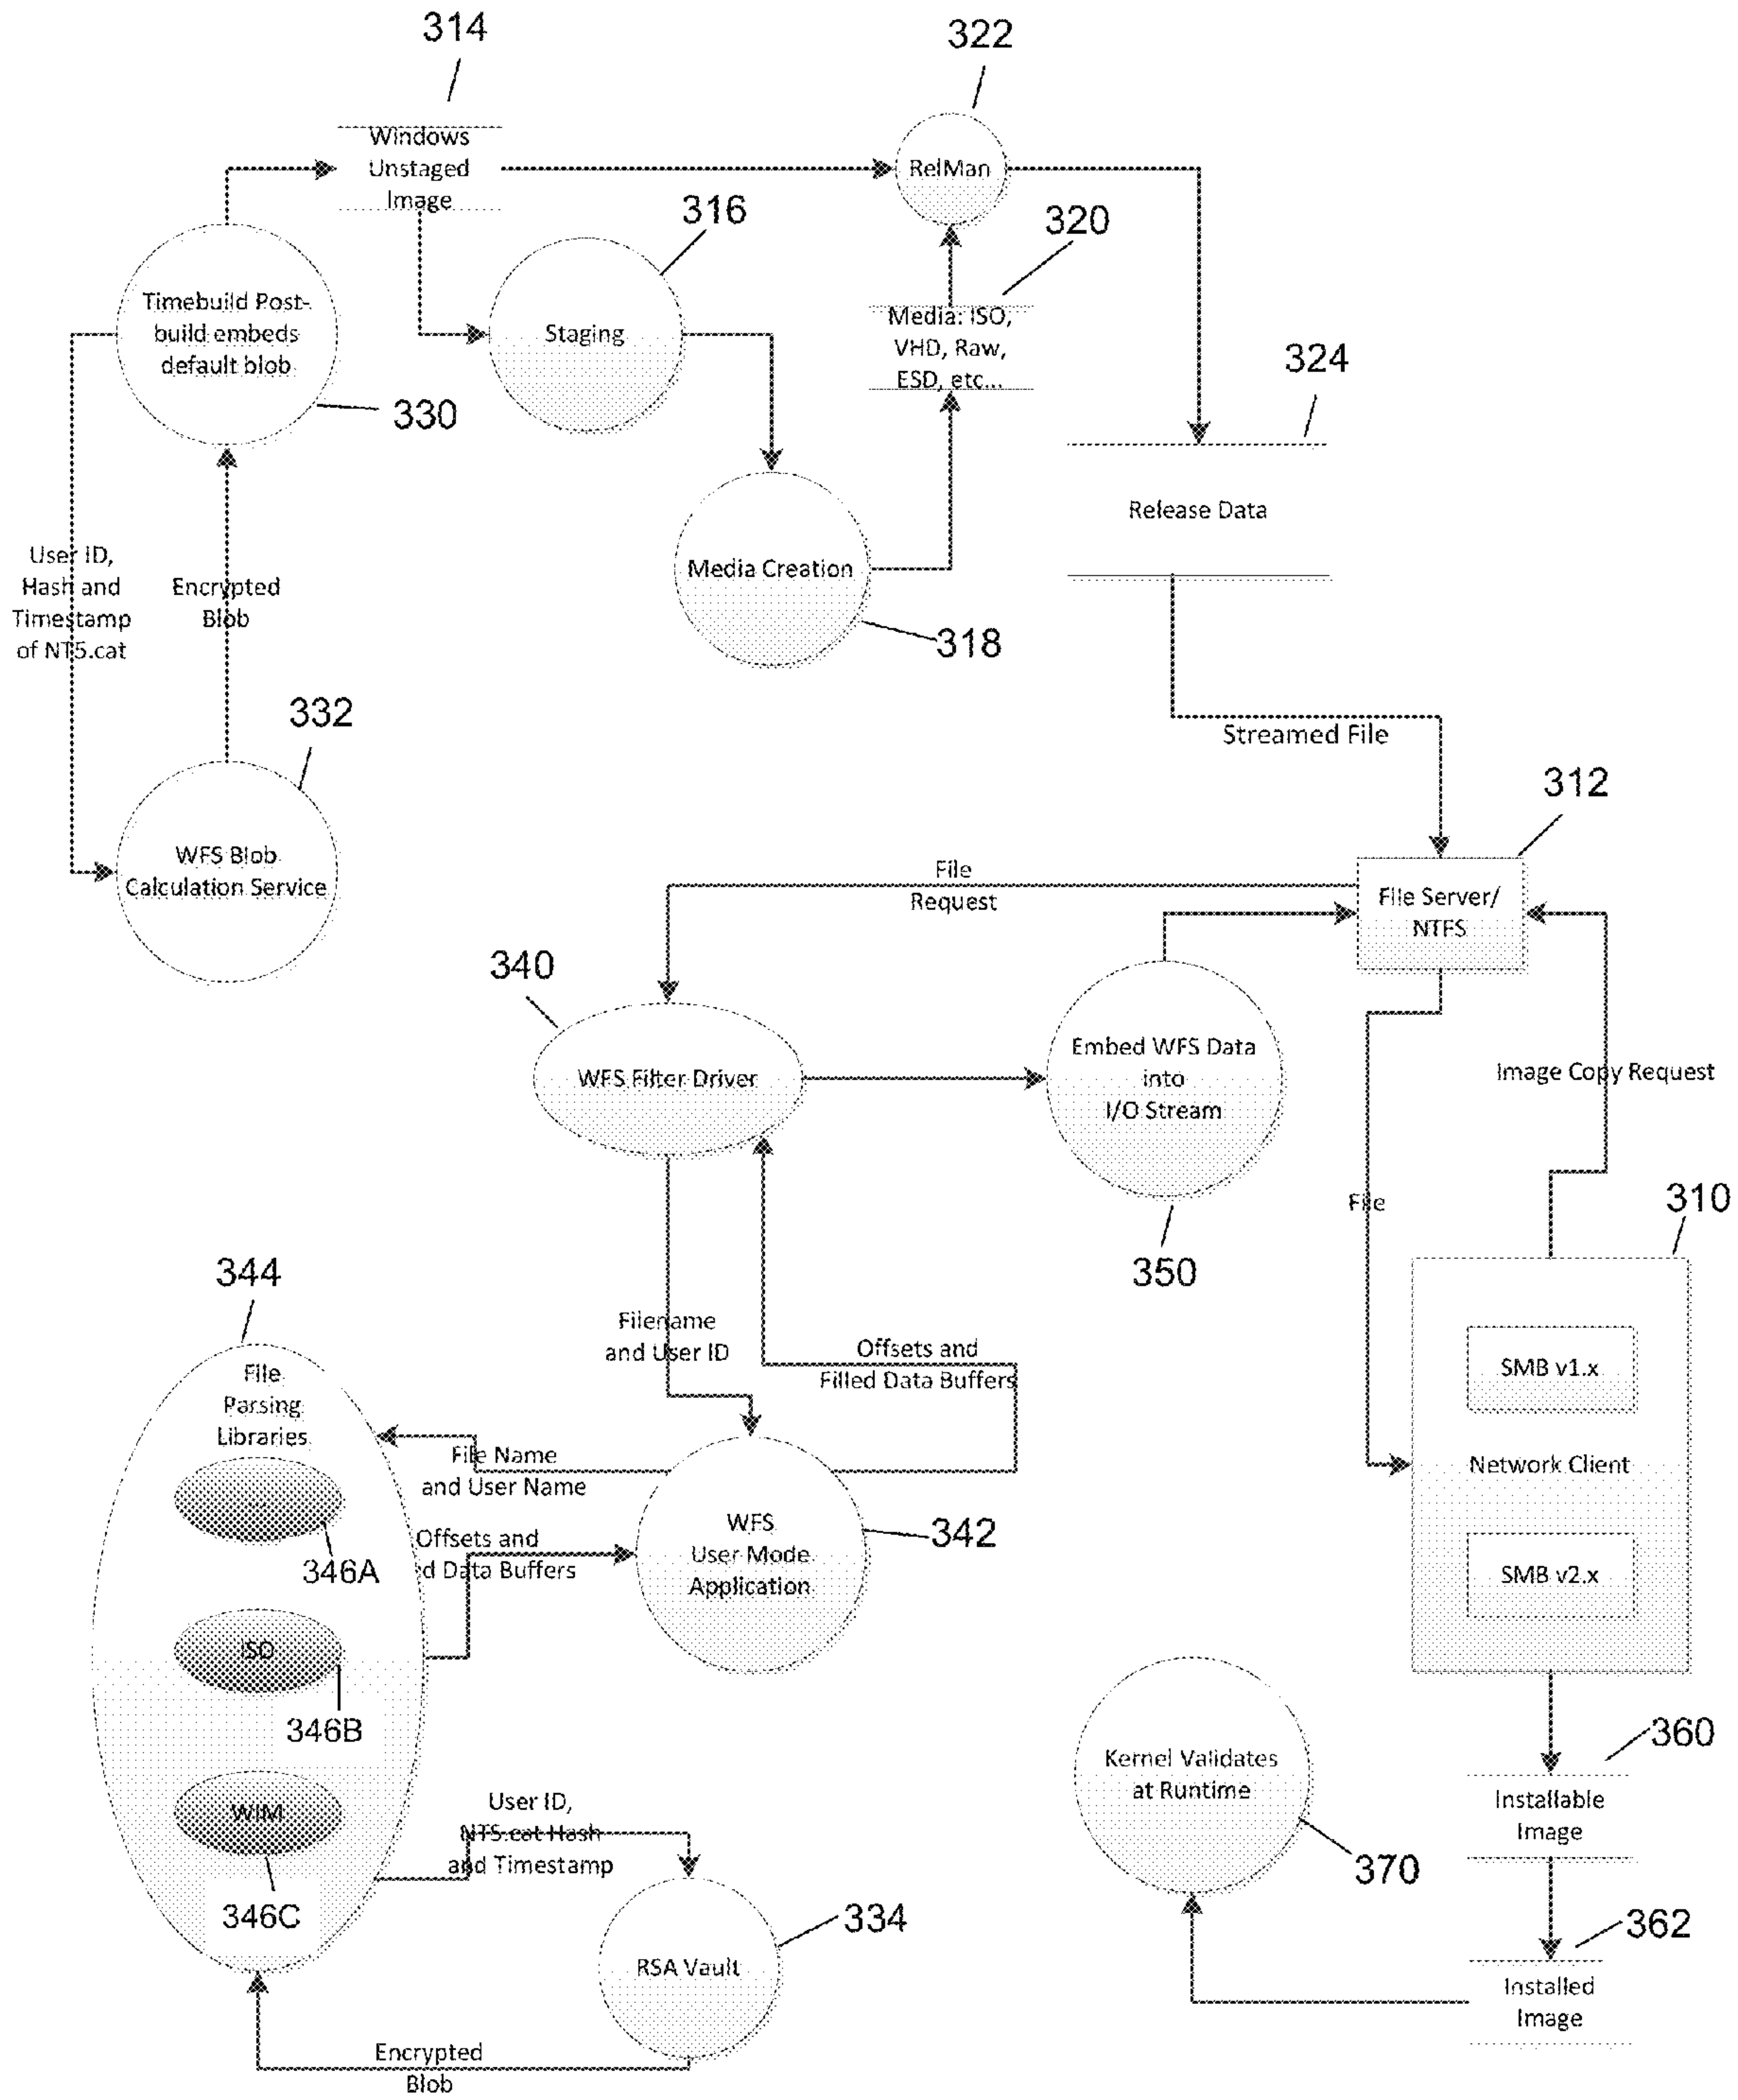 314
322
Windows
Unstaged
Image
RelMan
316
320
Timebuild Post-
build embeds
default blob
Staging
Media: ISO,
VHD, Raw,
ESD, etc...
324
330
Release Data
User ID,
Hash and
Timestamp
of NT5.cat
Encrypted
Blob
Media Creation
318
332
Streamed File
312
WFS Blob
Calculation Service
File
Request
File Server/
NTFS
340
WFS Filter Driver
Embed WFS Data
into
I/O Stream
Image Copy Request
350
File
310
344
Filename
and User ID
Offsets and
Filled Data Buffers
SMB v1.x
File
Parsing
Libraries
File Name
and User Name
Network Client
346A
Offsets and
d Data Buffers
WFS
User Mode
Application
342
SMB v2.x
ISO
346B
360
Kernel Validates
at Runtime
Installable
Image
WIM
User ID,
NT5.cat Hash
and Timestamp
370
346C
334
362
RSA Vault
Installed
Image
Encrypted
Blob